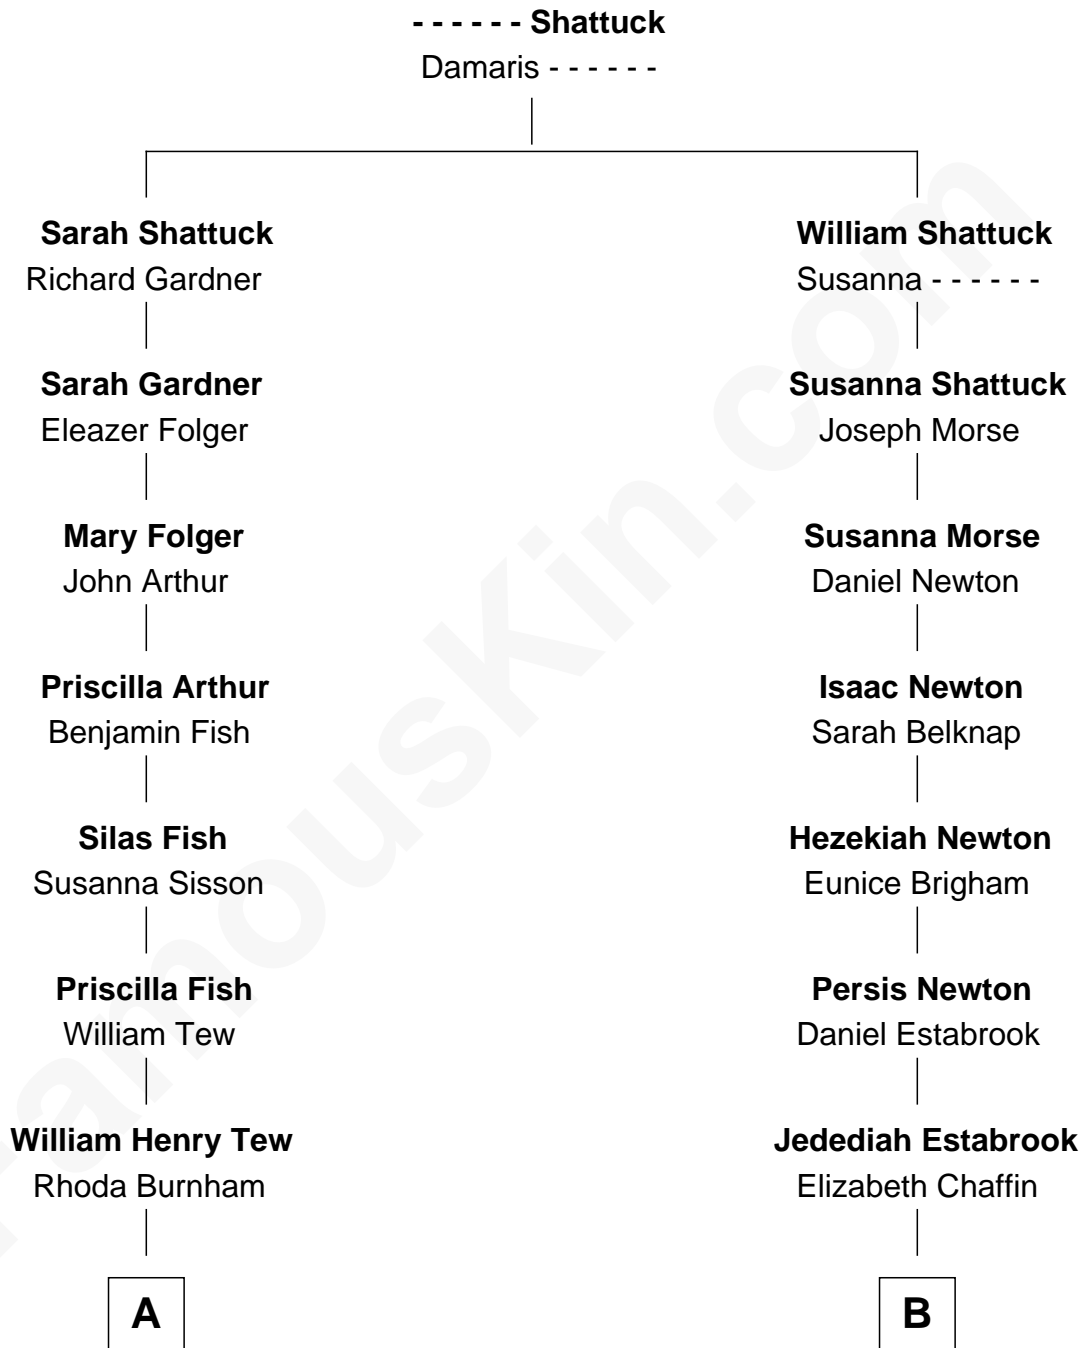 - - - - - - Shattuck
Damaris - - - - - -
Sarah Shattuck
Richard Gardner
William Shattuck
Susanna - - - - - -
Sarah Gardner
Eleazer Folger
Susanna Shattuck
Joseph Morse
Mary Folger
John Arthur
Susanna Morse
Daniel Newton
Priscilla Arthur
Benjamin Fish
Isaac Newton
Sarah Belknap
Silas Fish
Susanna Sisson
Hezekiah Newton
Eunice Brigham
Priscilla Fish
William Tew
Persis Newton
Daniel Estabrook
William Henry Tew
Rhoda Burnham
Jedediah Estabrook
Elizabeth Chaffin
A
B
FamousKin.com